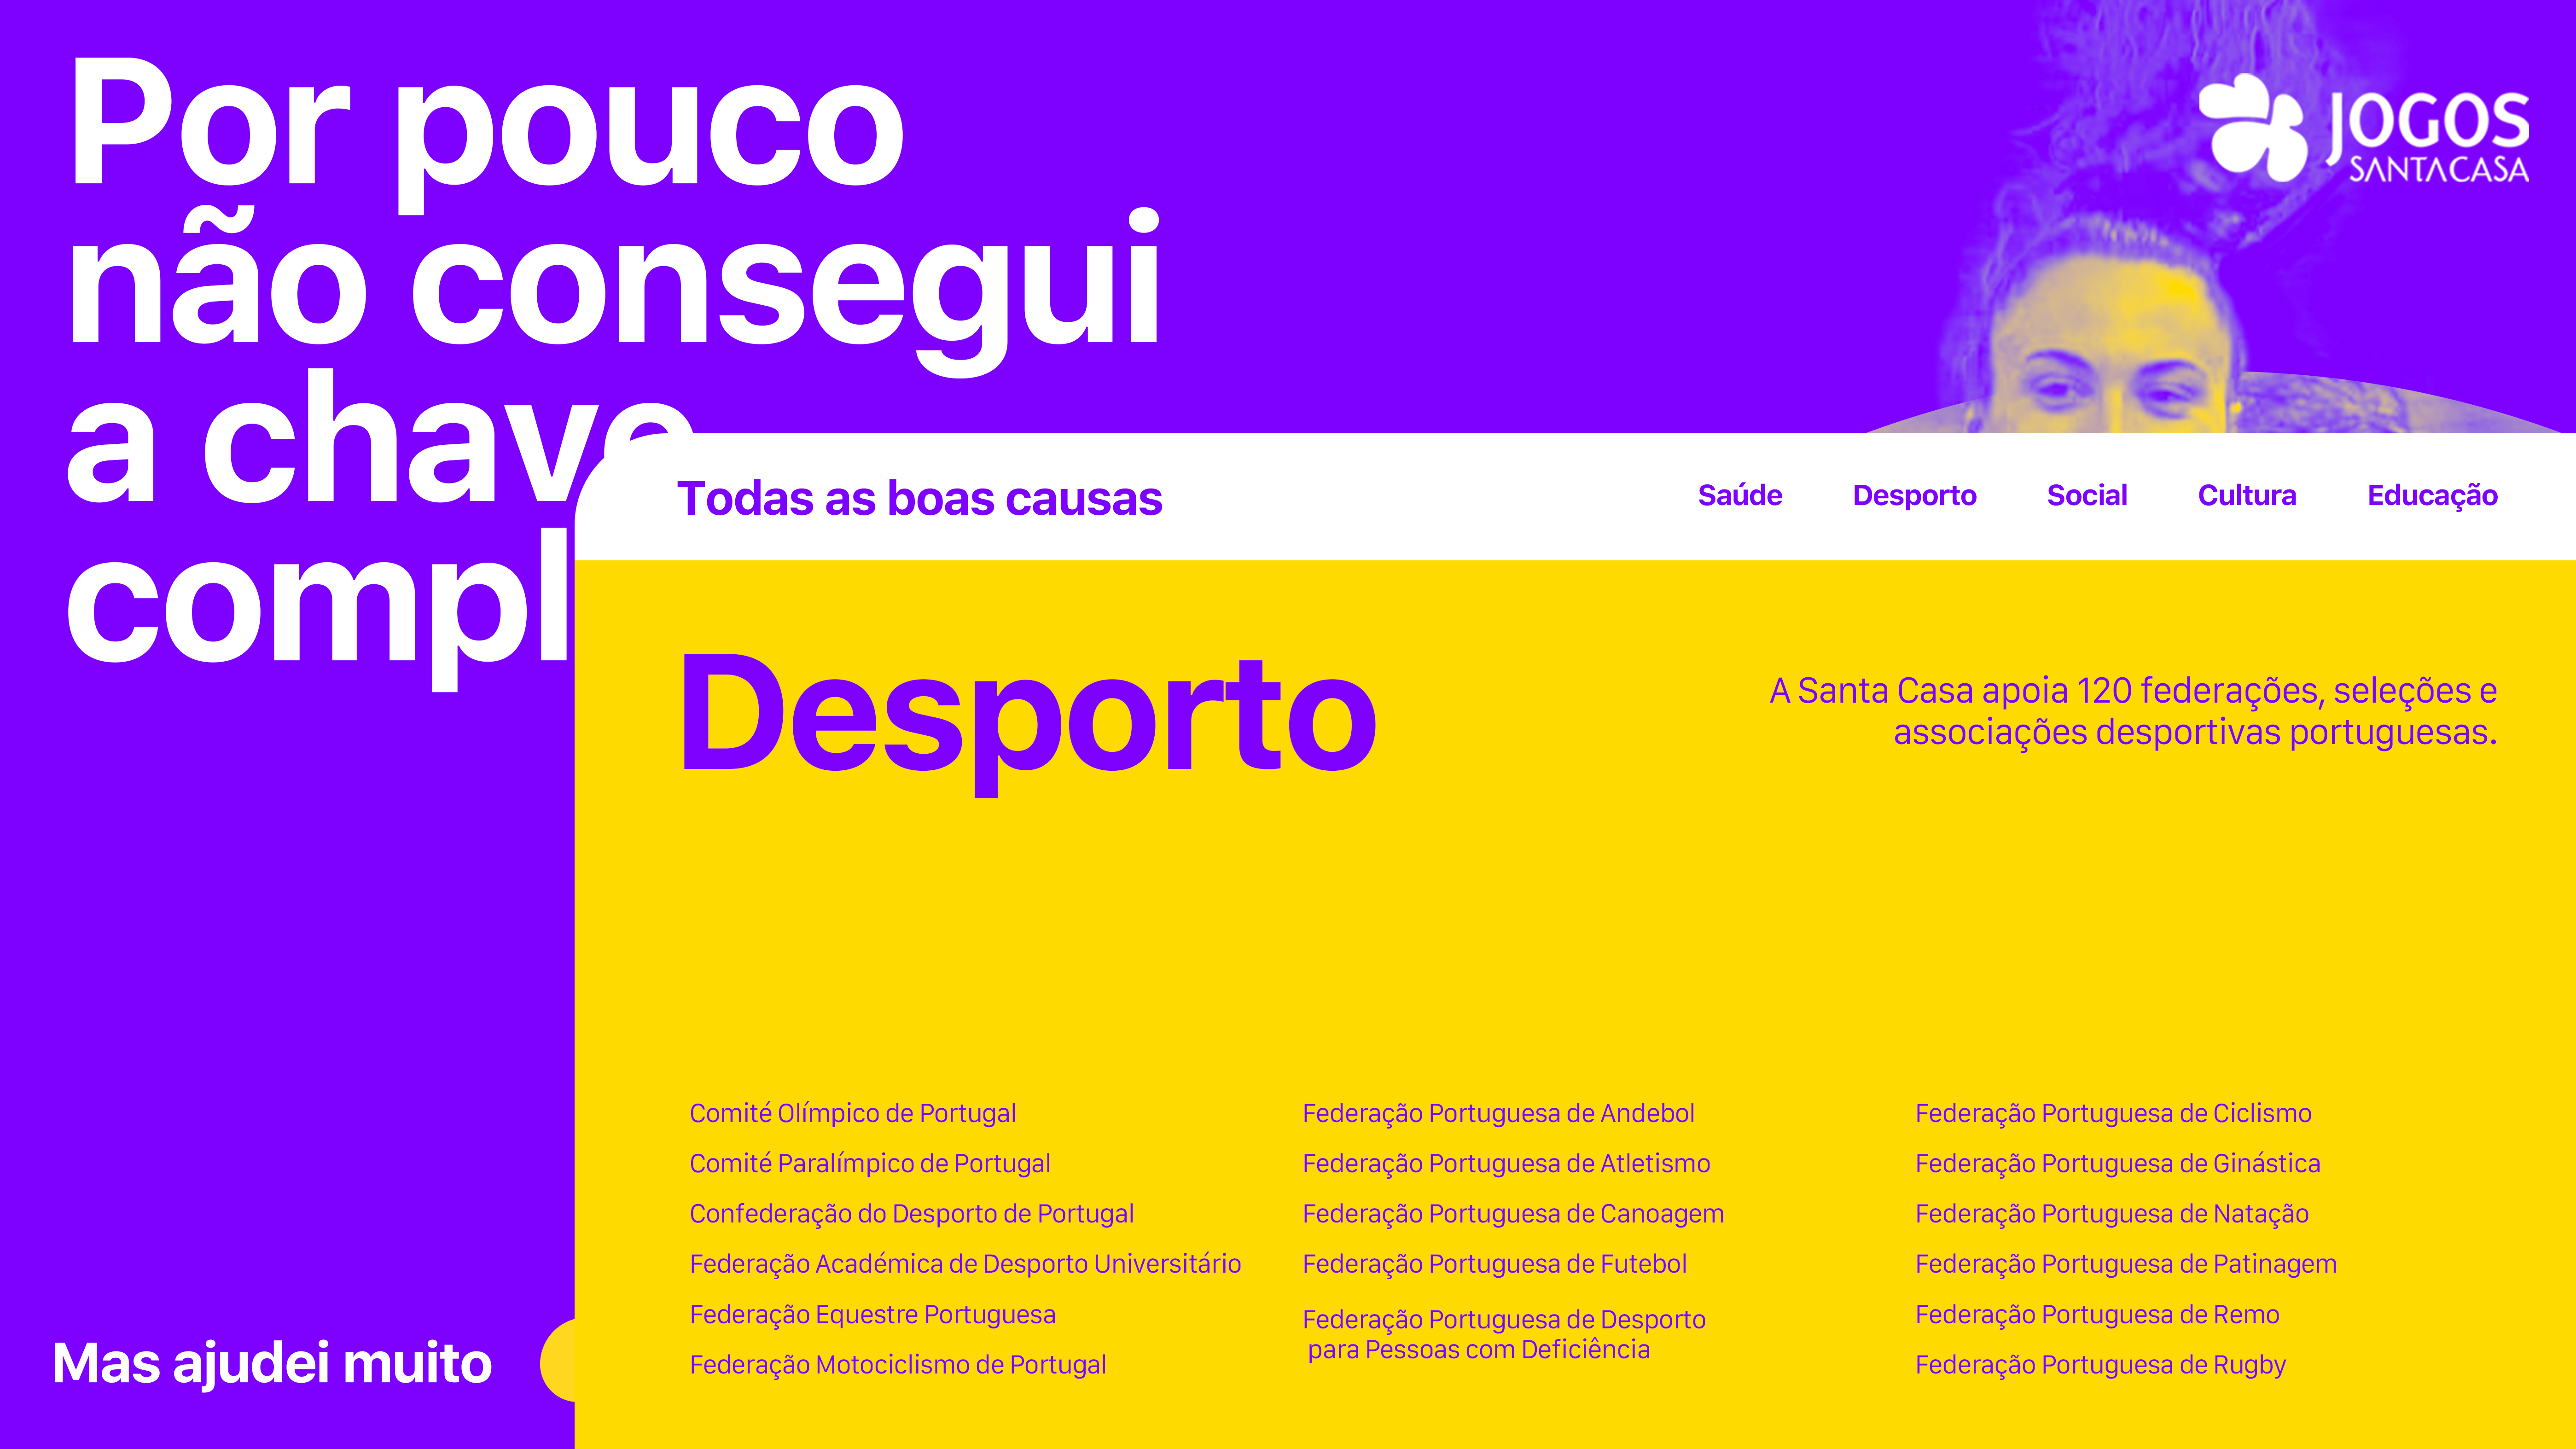 Por pouco
não consegui
a chave
compl
JOGOS
SANTA CASA
Todas as boas causas
Saúde
Desporto
Social
Cultura
Educação
Desporto
A Santa Casa apoia 120 federações, seleções e
associações desportivas portuguesas.
Comité Olímpico de Portugal
Comité Paralímpico de Portugal
Confederação do Desporto de Portugal
Federação Académica de Desporto Universitário
Federação Equestre Portuguesa
Federação Motociclismo de Portugal
Federação Portuguesa de Andebol
Federação Portuguesa de Atletismo
Federação Portuguesa de Canoagem
Federação Portuguesa de Futebol
Federação Portuguesa de Desporto
para Pessoas com Deficiência
Federação Portuguesa de Ciclismo
Federação Portuguesa de Ginástica
Federação Portuguesa de Natação
Federação Portuguesa de Patinagem
Federação Portuguesa de Remo
Federação Portuguesa de Rugby
Mas ajudei muito